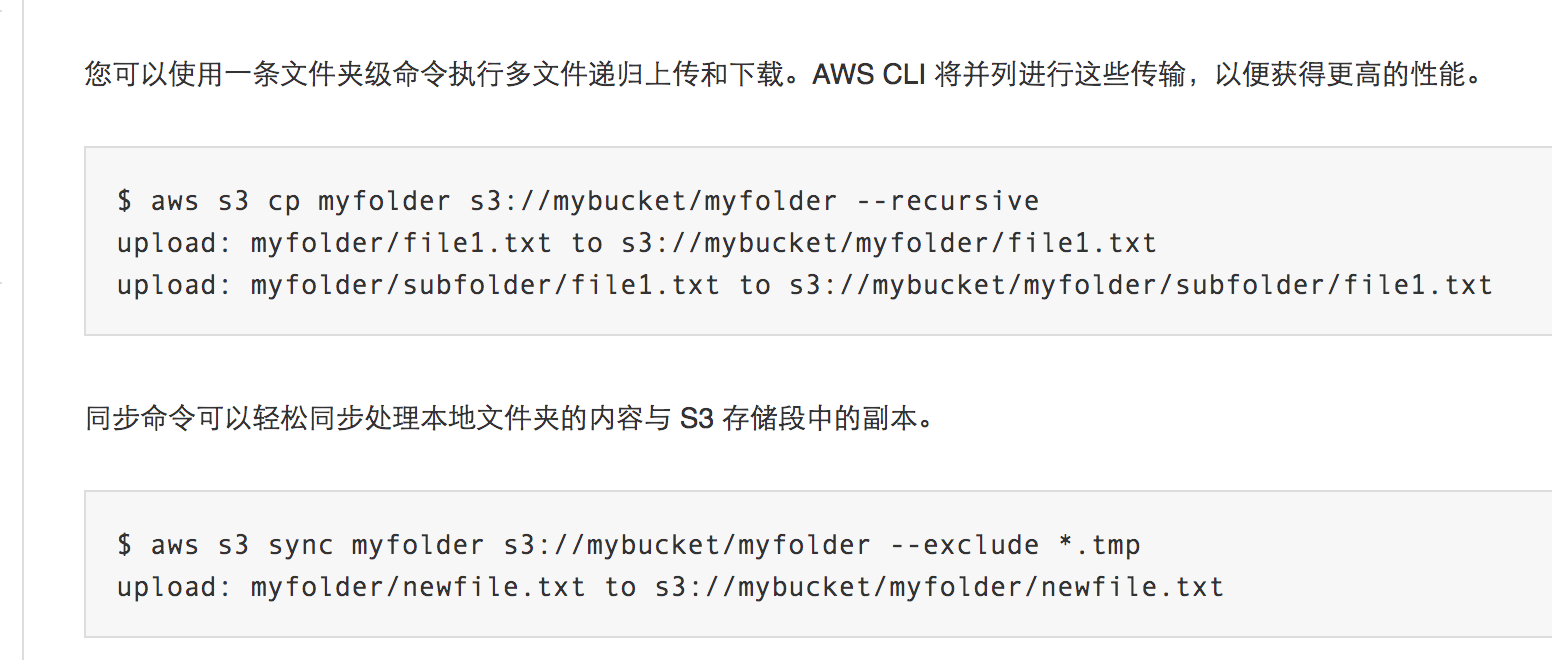 您可以使用一条文件夹级命令执行多文件递归上传和下载。AWS CLI 将并列进行这些传输，以便获得更高的性能。
$ aws s3 cp myfolder s3://mybucket/myfolder --recursive
upload: myfolder/file1.txt to s3://mybucket/myfolder/file1.txt
upload: myfolder/subfolder/file1.txt to s3://mybucket/myfolder/subfolder/file1.txt
同步命令可以轻松同步处理本地文件夹的内容与 S3 存储段中的副本。
$ aws s3 sync myfolder s3://mybucket/myfolder --exclude *.tmp
upload: myfolder/newfile.txt to s3://mybucket/myfolder/newfile.txt